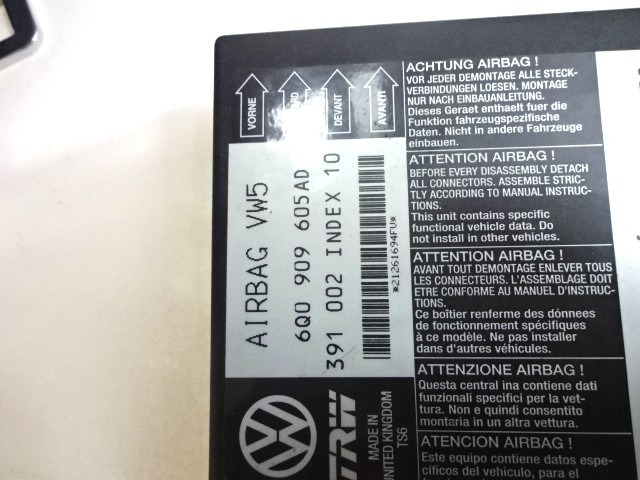 VORNE
DEVANT
AVANTI
AIRBAG VW5
6Q0 909 605AD
391 002 INDEX 10
*21261694FV*
TRW
MADE IN
UNITED KINGDOM
TS6
ACHTUNG AIRBAG !
VOR JEDER DEMONTAGE ALLE STECK-
VERBINDUNGEN LOESEN. MONTAGE
NUR NACH EINBAUANLEITUNG.
Dieses Geraet enthaelt fuer die
Funktion fahrzeugspezifische
Daten. Nicht in andere Fahrzeuge
einbauen.
ATTENTION AIRBAG !
BEFORE EVERY DISASSEMBLY DETACH
ALL CONNECTORS. ASSEMBLE STRIC-
TLY ACCORDING TO MANUAL INSTRUC-
TIONS.
This unit contains specific
functional vehicle data. Do
not install in other vehicles.
ATTENTION AIRBAG !
AVANT TOUT DEMONTAGE ENLEVER TOUS
LES CONNECTEURS. L'ASSEMBLAGE DOIT
ETRE CONFORME AU MANUEL D'INSTRUC-
TIONS.
Ce boîtier renferme des données
de fonctionnement spécifiques
à ce modèle. Ne pas installer
dans d'autres véhicules.
ATTENZIONE AIRBAG !
Questa central ina contiene dati
funzionali specifici per la vet-
tura. Non e quindi consentito
montarla in un altra vettura.
ATENCION AIRBAG !
Este equipo contiene datos es-
pecificos del vehículo, para el